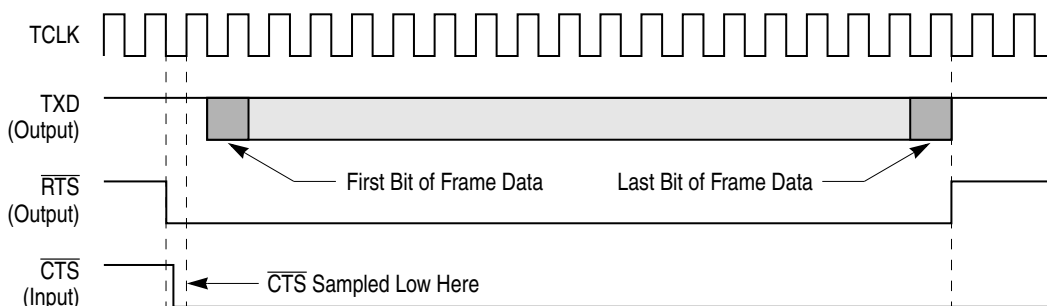 TCLK
TXD
(Output)
First Bit of Frame Data
Last Bit of Frame Data
RTS
(Output)
CTS
(Input)
CTS Sampled Low Here